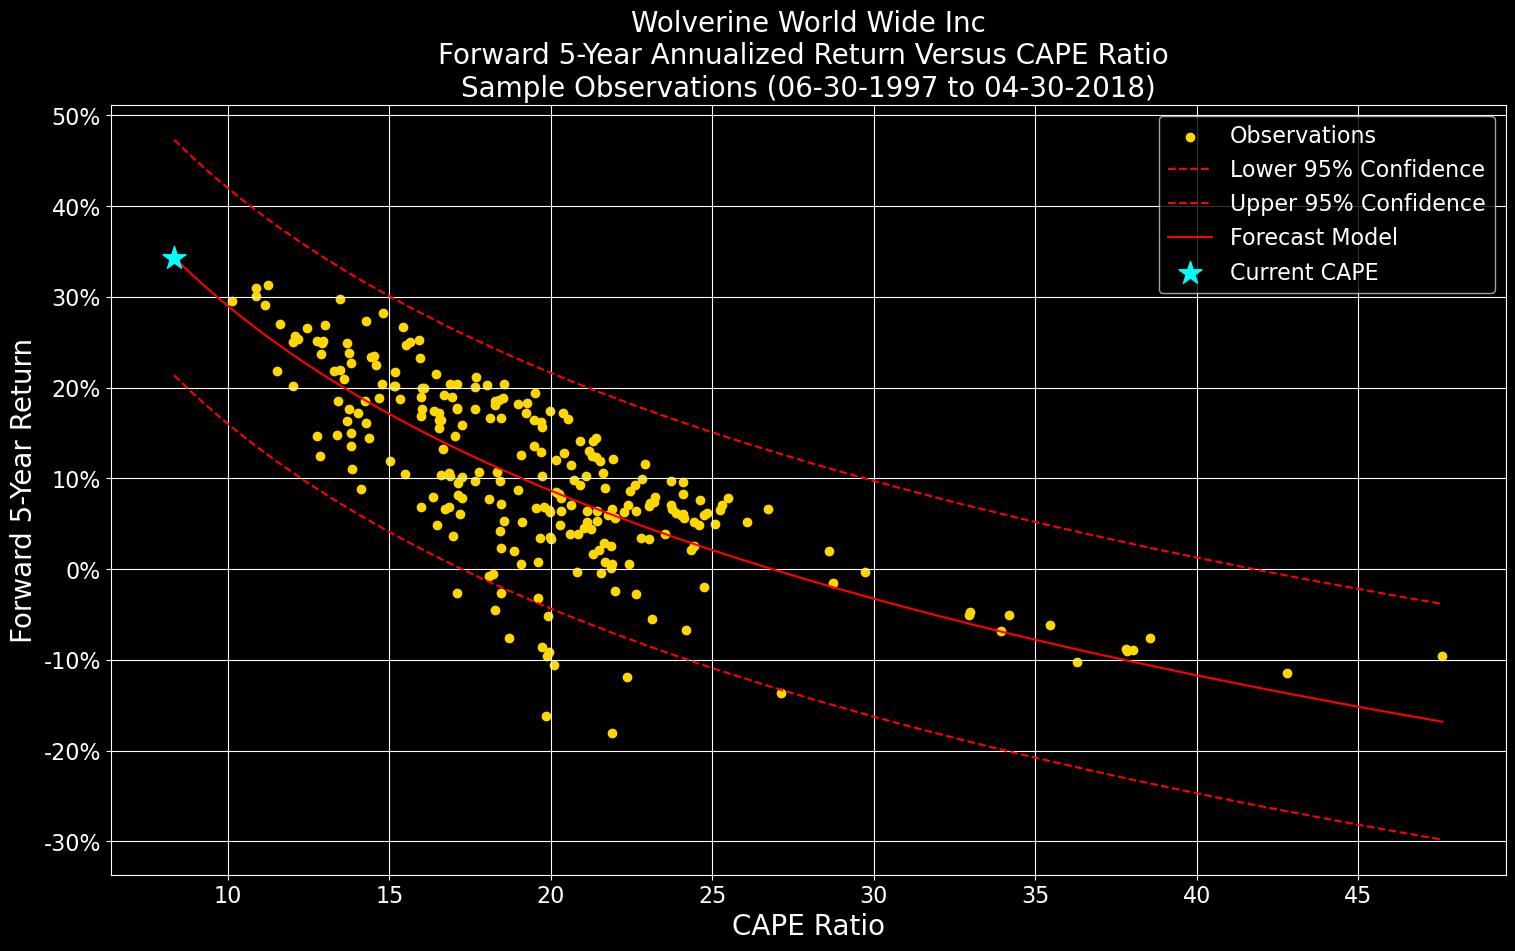 Wolverine World Wide Inc
Forward 5-Year Annualized Return Versus CAPE Ratio
Sample Observations (06-30-1997 to 04-30-2018)
Forward 5-Year Return
50%
40%
30%
20%
10%
0%
-10%
-20%
-30%
Observations
Lower 95% Confidence
Upper 95% Confidence
Forecast Model
Current CAPE
10 15 20 25 30 35 40 45
CAPE Ratio